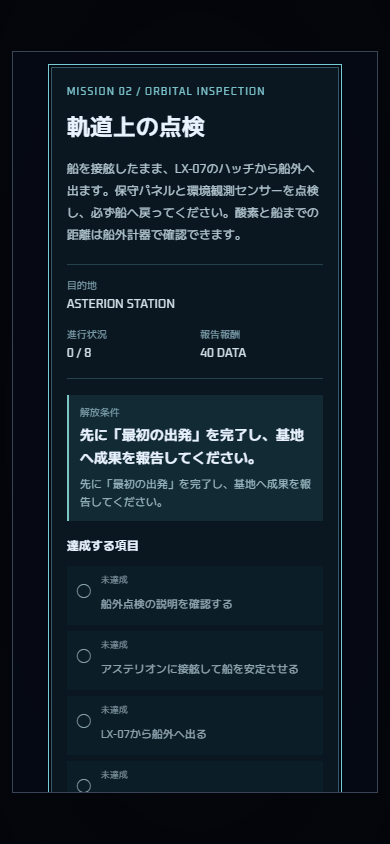 MISSION 02 / ORBITAL INSPECTION
軌道上の点検
船を接舷したまま、LX-07のハッチから船外へ
出ます。保守パネルと環境観測センサーを点検
し、必ず船へ戻ってください。酸素と船までの
距離は船外計器で確認できます。
目的地
ASTERION STATION
進行状況
0 / 8
報告報酬
40 DATA
解放条件
先に「最初の出発」を完了し、基地
へ成果を報告してください。
先に「最初の出発」を完了し、基地へ成果を報
告してください。
達成する項目
未達成
船外点検の説明を確認する
未達成
アステリオンに接舷して船を安定させる
未達成
LX-07から船外へ出る
未達成